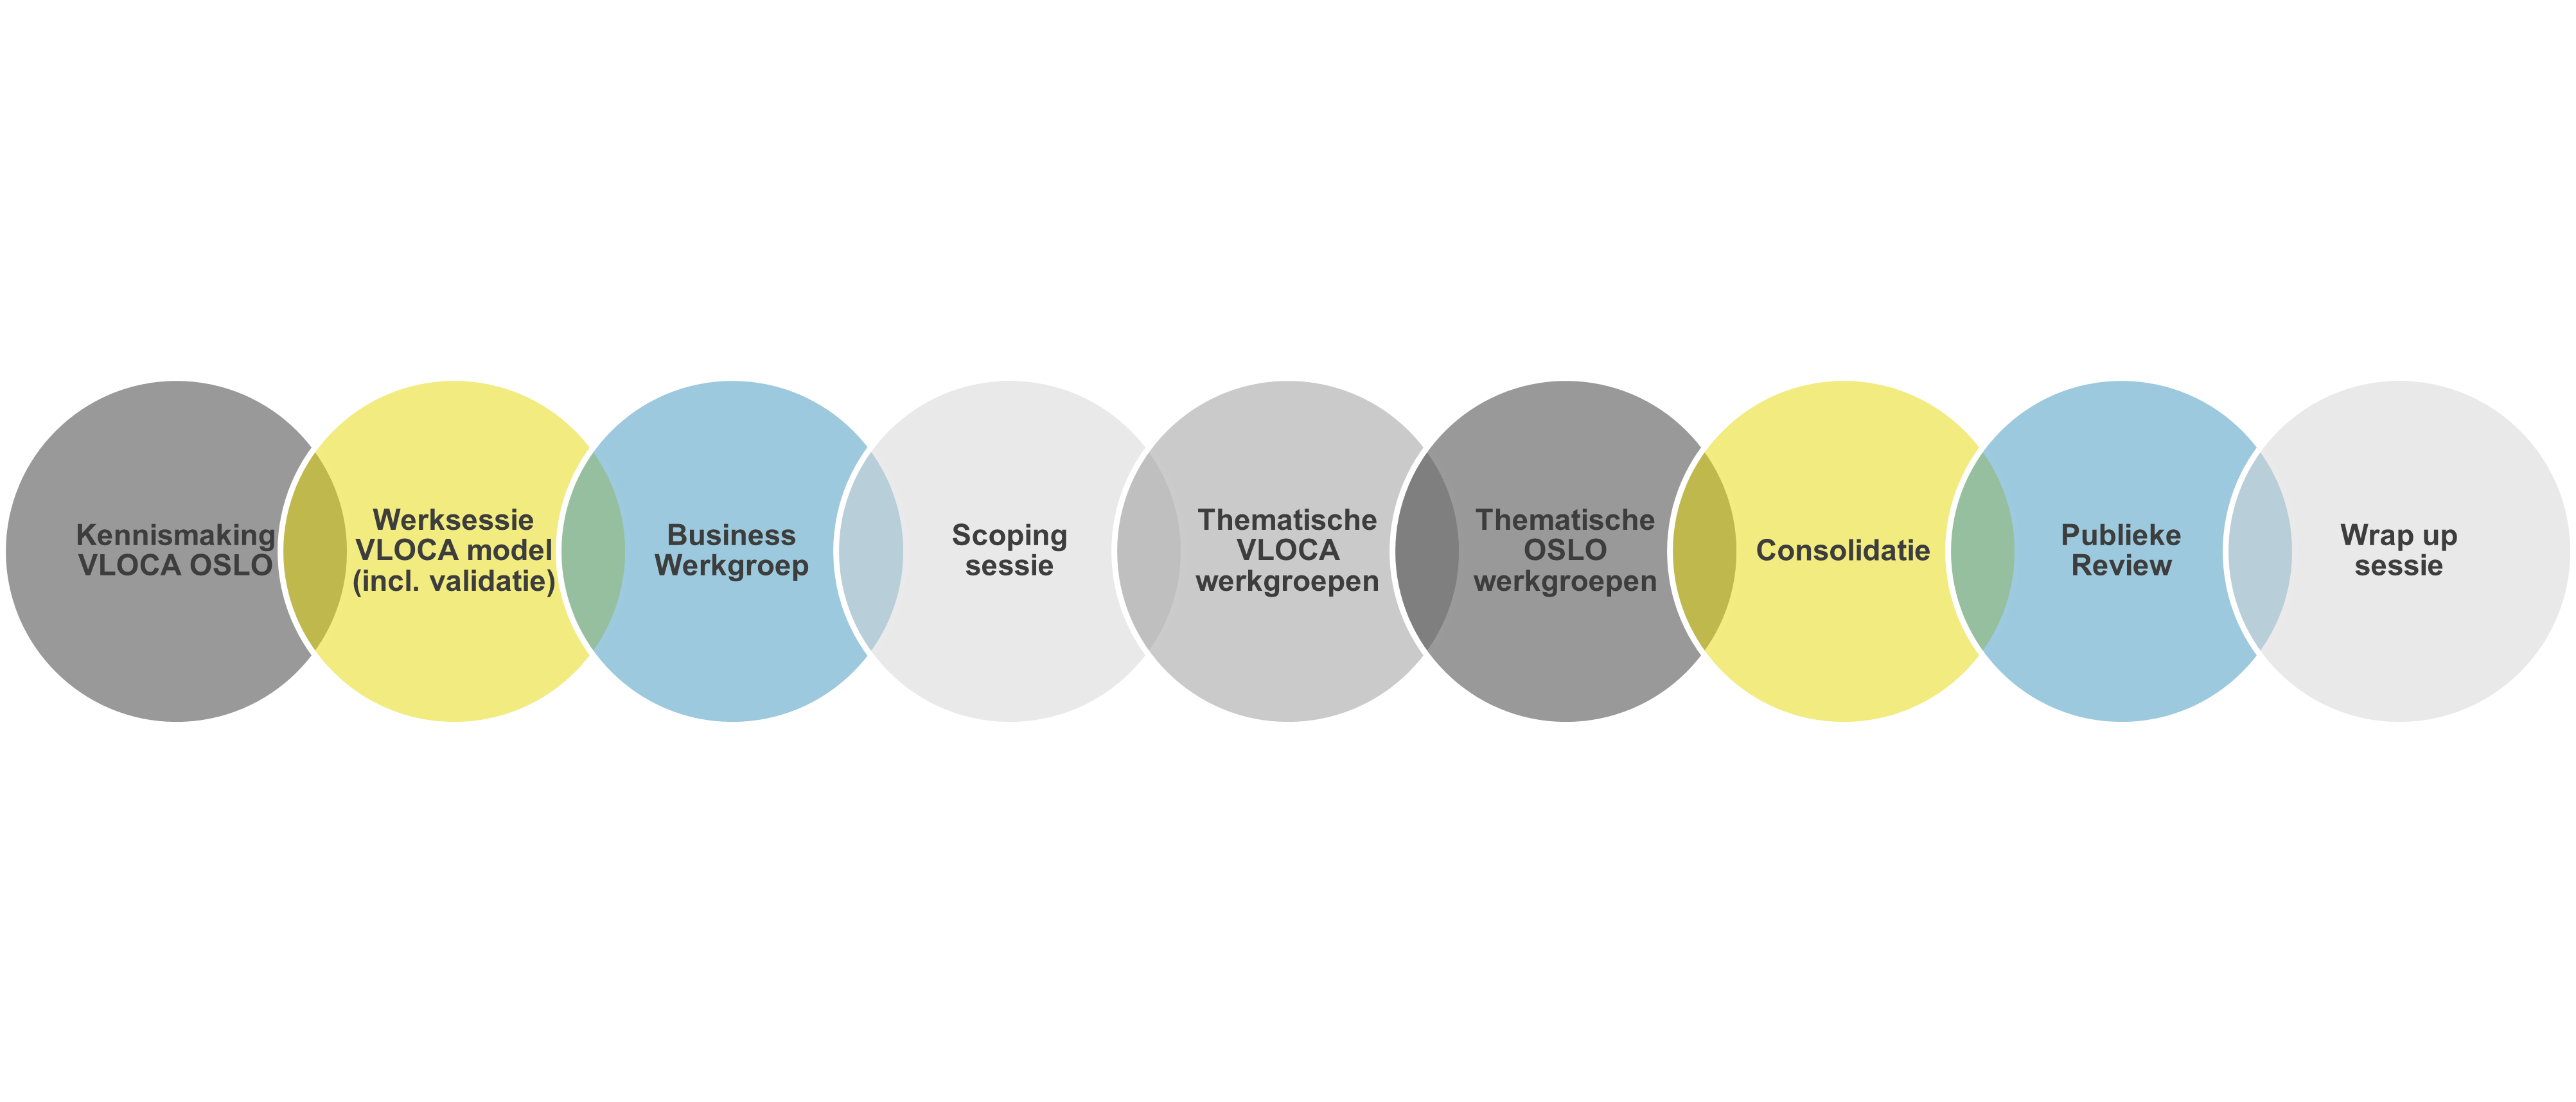 Kennismaking
VLOCA OSLO
Werksessie
VLOCA model
(incl. validatie)
Business
Werkgroep
Scoping
sessie
Thematische
VLOCA
werkgroepen
Thematische
OSLO
werkgroepen
Consolidatie
Publieke
Review
Wrap up
sessie